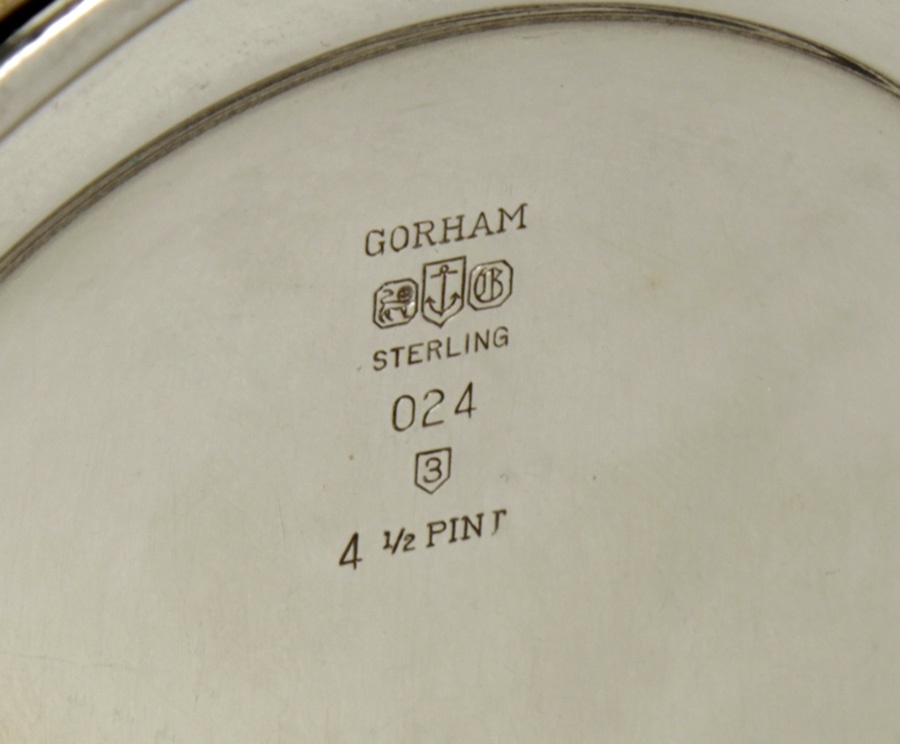 GORHAM
G
STERLING
024
3
4 1/2 PINT